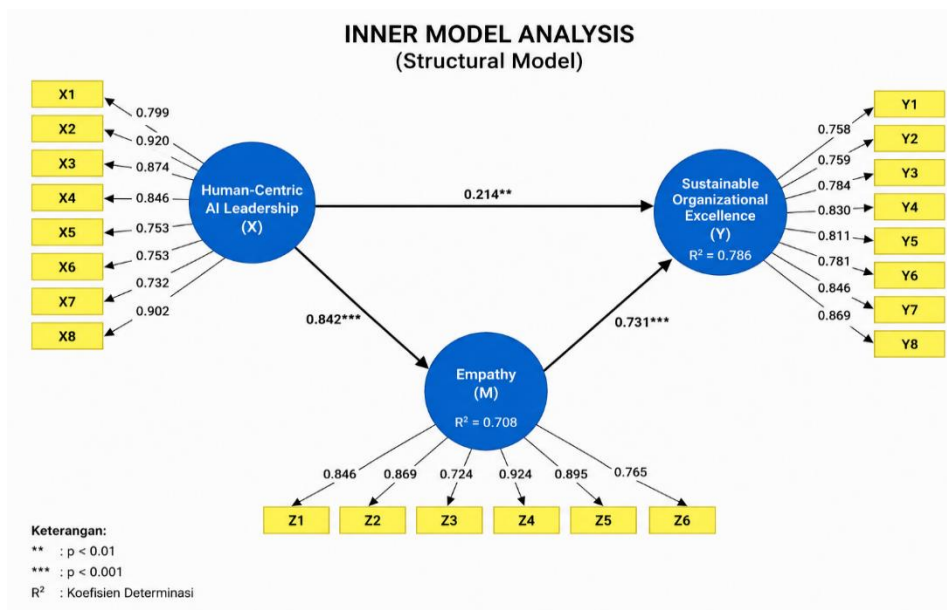 INNER MODEL ANALYSIS
(Structural Model)
X1
X2
X3
X4
X5
X6
X7
X8
0.799
0.920
0.874
0.846
0.753
0.753
0.732
0.902
Human-Centric
AI Leadership
(X)
0.214**
0.842***
0.731***
Sustainable
Organizational
Excellence
(Y)
R² = 0.786
0.758
0.759
0.784
0.830
0.811
0.781
0.846
0.869
Y1
Y2
Y3
Y4
Y5
Y6
Y7
Y8
Empathy
(M)
R² = 0.708
0.846
0.869
0.724
0.924
0.895
0.765
Z1
Z2
Z3
Z4
Z5
Z6
Keterangan:
** : p < 0.01
*** : p < 0.001
R² : Koefisien Determinasi